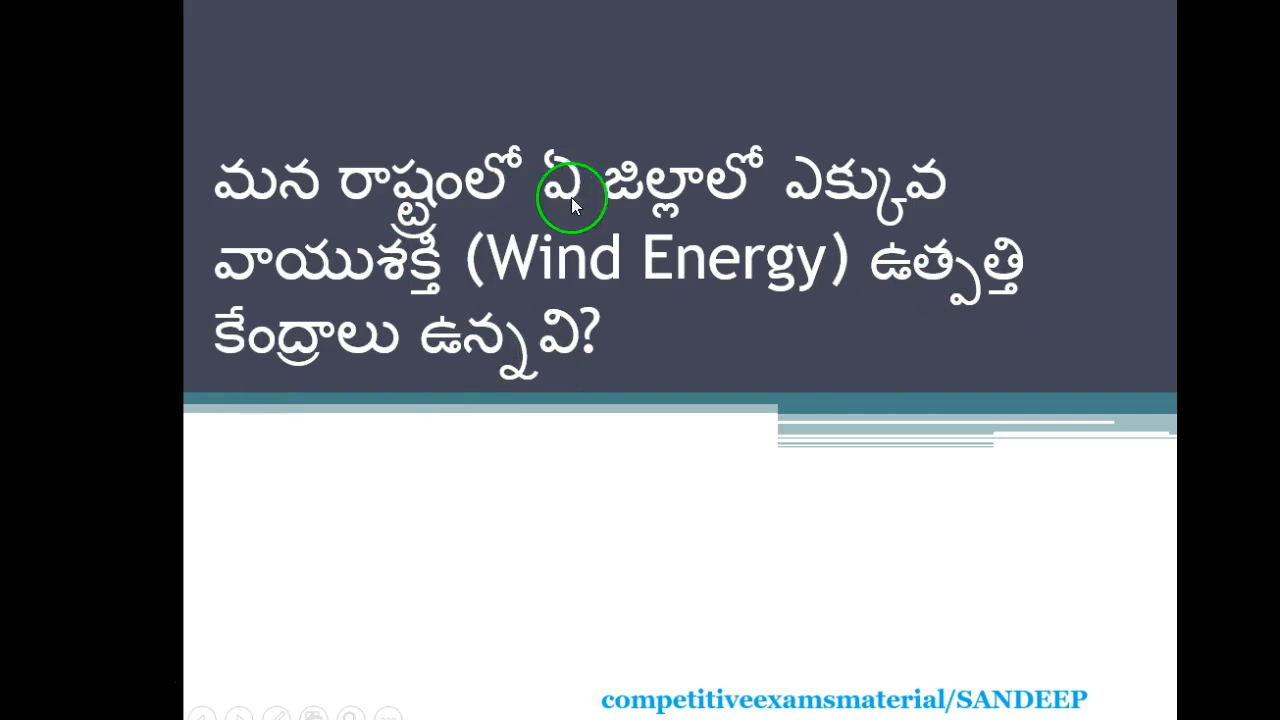 మన రాష్ట్రంలో ఏ జిల్లాలో ఎక్కువ
వాయుశక్తి (Wind Energy) ఉత్పత్తి
కేంద్రాలు ఉన్నవి?
competitiveexamsmaterial/SANDEEP